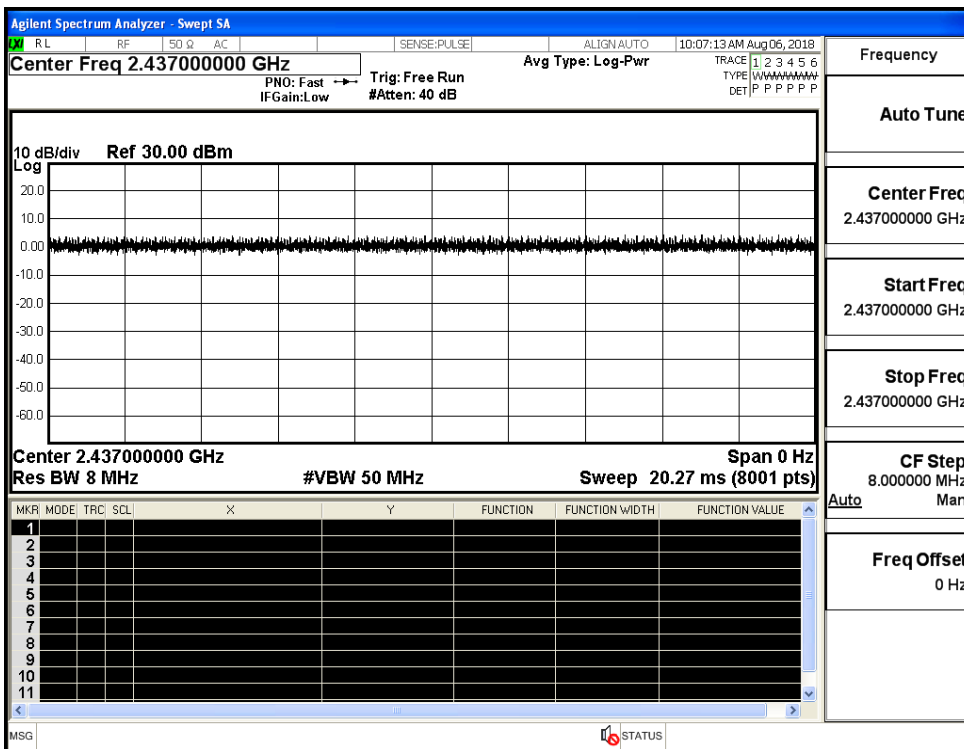 Agilent Spectrum Analyzer - Swept SA
LXI RL RF 50 Ω AC SENSE:PULSE ALIGN AUTO 10:07:13 AM Aug 06, 2018
Center Freq 2.437000000 GHz
PNO: Fast
IFGain:Low
Trig: Free Run
#Atten: 40 dB
Avg Type: Log-Pwr
TRACE 1 2 3 4 5 6
TYPE WWWWWW
DET P P P P P P
10 dB/div Ref 30.00 dBm
Log
20.0
10.0
0.00
-10.0
-20.0
-30.0
-40.0
-50.0
-60.0
Center 2.437000000 GHz Span 0 Hz
Res BW 8 MHz #VBW 50 MHz Sweep 20.27 ms (8001 pts)
MKR MODE TRC SCL X Y FUNCTION FUNCTION WIDTH FUNCTION VALUE
1
2
3
4
5
6
7
8
9
10
11
MSG STATUS
Frequency
Auto Tune
Center Freq
2.437000000 GHz
Start Freq
2.437000000 GHz
Stop Freq
2.437000000 GHz
CF Step
8.000000 MHz
Auto Man
Freq Offset
0 Hz